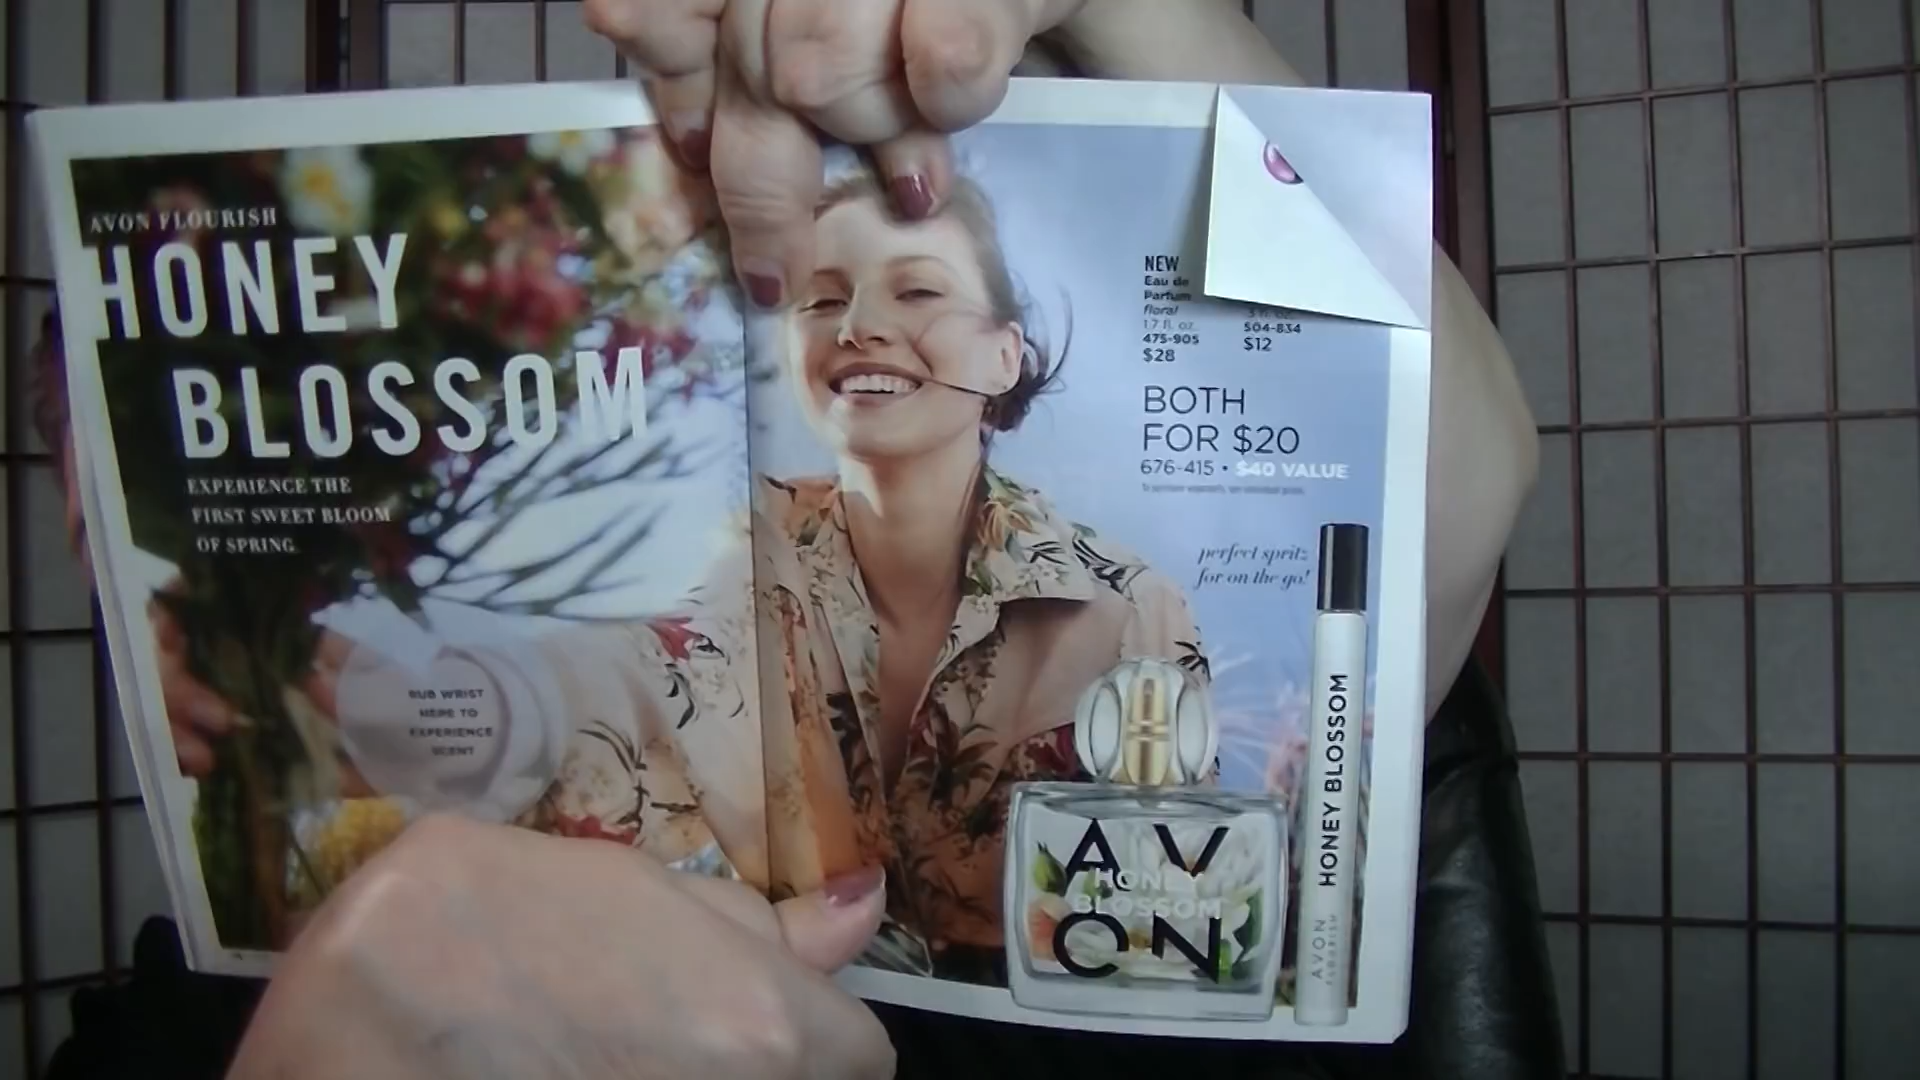 AVON FLOURISH
HONEY
BLOSSOM
EXPERIENCE THE
FIRST SWEET BLOOM
OF SPRING.
RUB WRIST
HERE TO
EXPERIENCE
SCENT
NEW
Eau de
Parfum
floral
1.7 fl. oz.
475-905
$28
504-834
$12
BOTH
FOR $20
676-415 • $40 VALUE
perfect spritz
for on the go!
AV
HONEY
BLOSSOM
ON
HONEY BLOSSOM
AVON